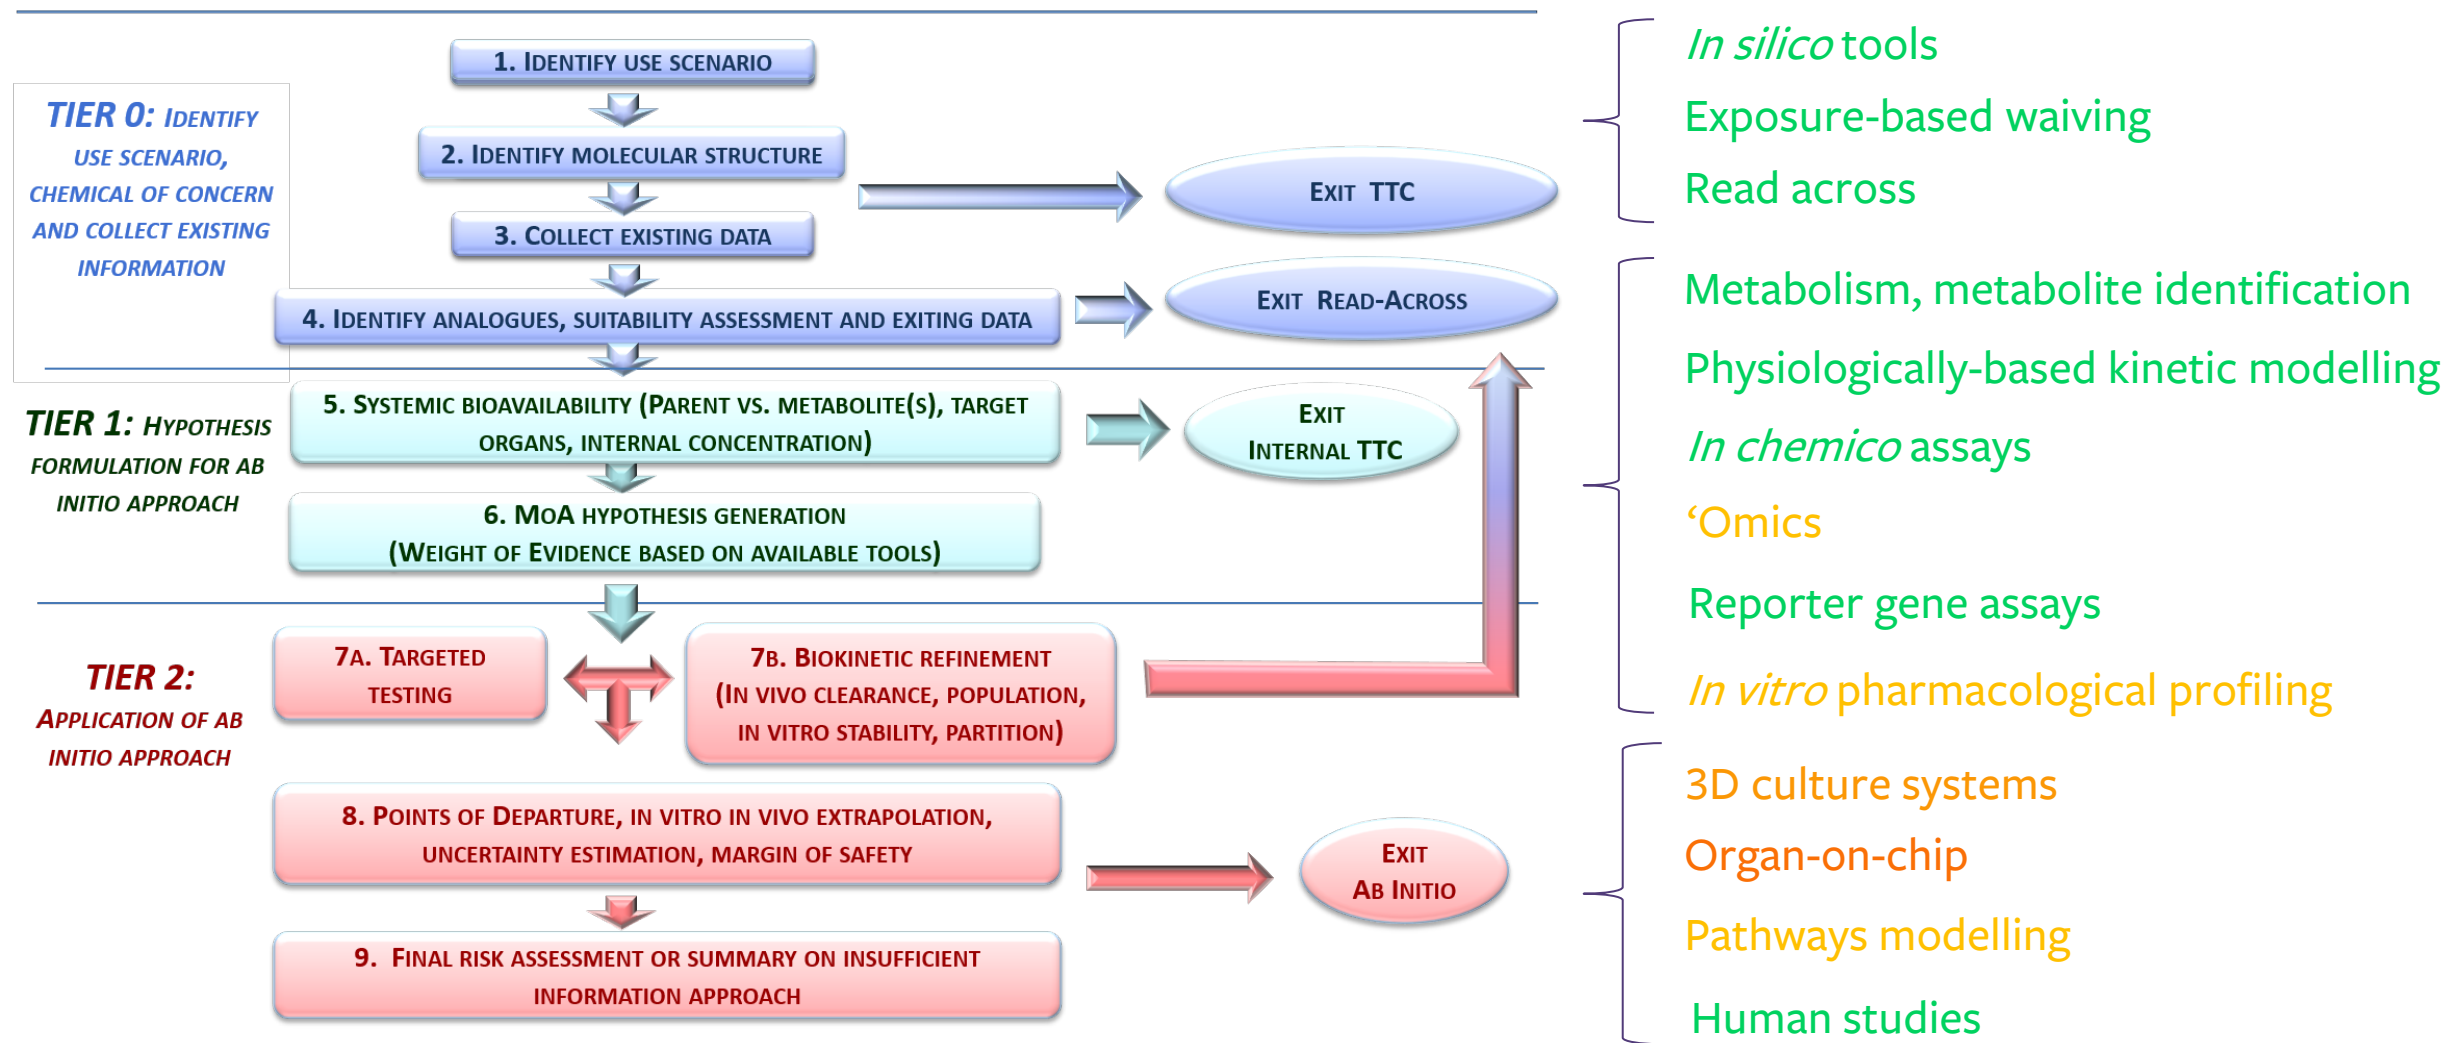 TIER 0: Identify
use scenario,
chemical of concern
and collect existing
information
1. Identify use scenario
2. Identify molecular structure
3. Collect existing data
4. Identify analogues, suitability assessment and exiting data
Exit TTC
Exit Read-Across
TIER 1: Hypothesis
formulation for ab
initio approach
5. Systemic bioavailability (Parent vs. metabolite(s), target
organs, internal concentration)
Exit
Internal TTC
6. MoA hypothesis generation
(Weight of Evidence based on available tools)
TIER 2:
Application of ab
initio approach
7a. Targeted
testing
7b. Biokinetic refinement
(In vivo clearance, population,
in vitro stability, partition)
8. Points of Departure, in vitro in vivo extrapolation,
uncertainty estimation, margin of safety
Exit
Ab Initio
9. Final risk assessment or summary on insufficient
information approach
In silico tools
Exposure-based waiving
Read across
Metabolism, metabolite identification
Physiologically-based kinetic modelling
In chemico assays
‘Omics
Reporter gene assays
In vitro pharmacological profiling
3D culture systems
Organ-on-chip
Pathways modelling
Human studies